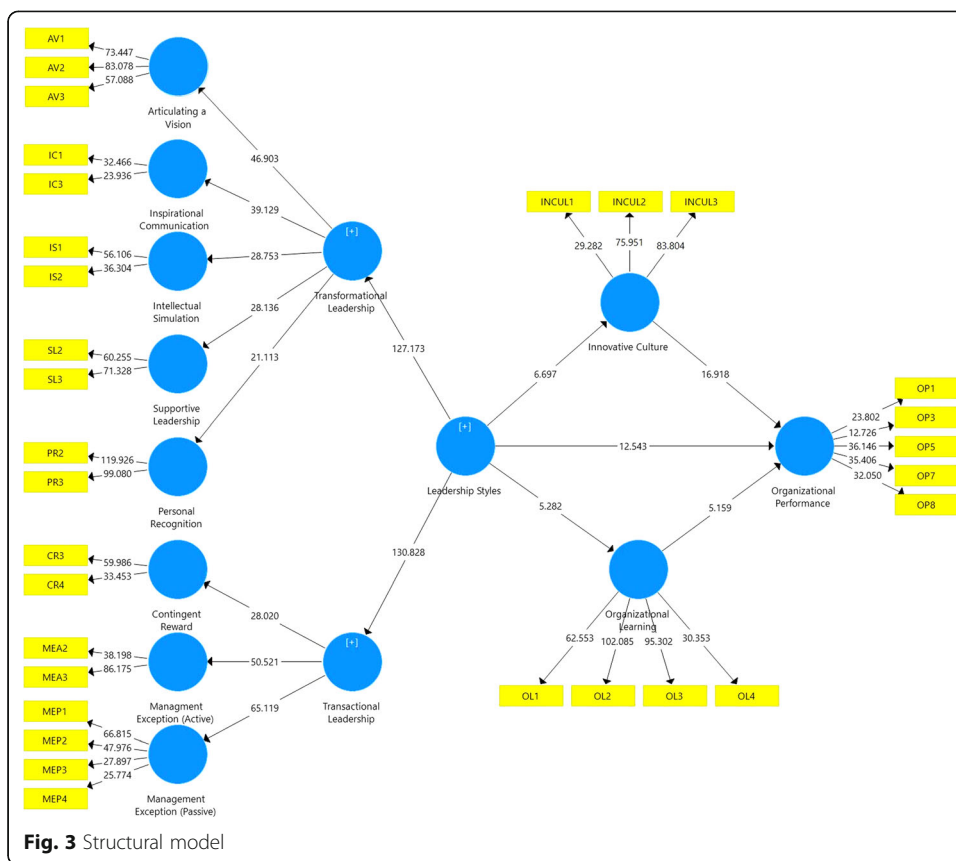 AV1
73.447
AV2
83.078
57.088
AV3
Articulating a
Vision
46.903
IC1
32.466
IC3
23.936
Inspirational
Communication
39.129
IS1
56.106
IS2
36.304
Intellectual
Simulation
28.753
SL2
60.255
SL3
71.328
Supportive
Leadership
28.136
PR2
119.926
PR3
99.080
Personal
Recognition
21.113
[+]
Transformational
Leadership
127.173
[+]
Leadership Styles
130.828
CR3
59.986
CR4
33.453
Contingent
Reward
28.020
MEA2
38.198
MEA3
86.175
Managment
Exception (Active)
50.521
MEP1
66.815
MEP2
47.976
MEP3
27.897
25.774
MEP4
Management
Exception (Passive)
65.119
[+]
Transactional
Leadership
INCUL1
INCUL2
INCUL3
29.282
75.951
83.804
Innovative Culture
6.697
16.918
12.543
5.282
5.159
OP1
23.802
OP3
12.726
OP5
36.146
35.406
OP7
32.050
OP8
Organizational
Performance
Organizational
Learning
62.553
102.085
95.302
30.353
OL1
OL2
OL3
OL4
Fig. 3 Structural model